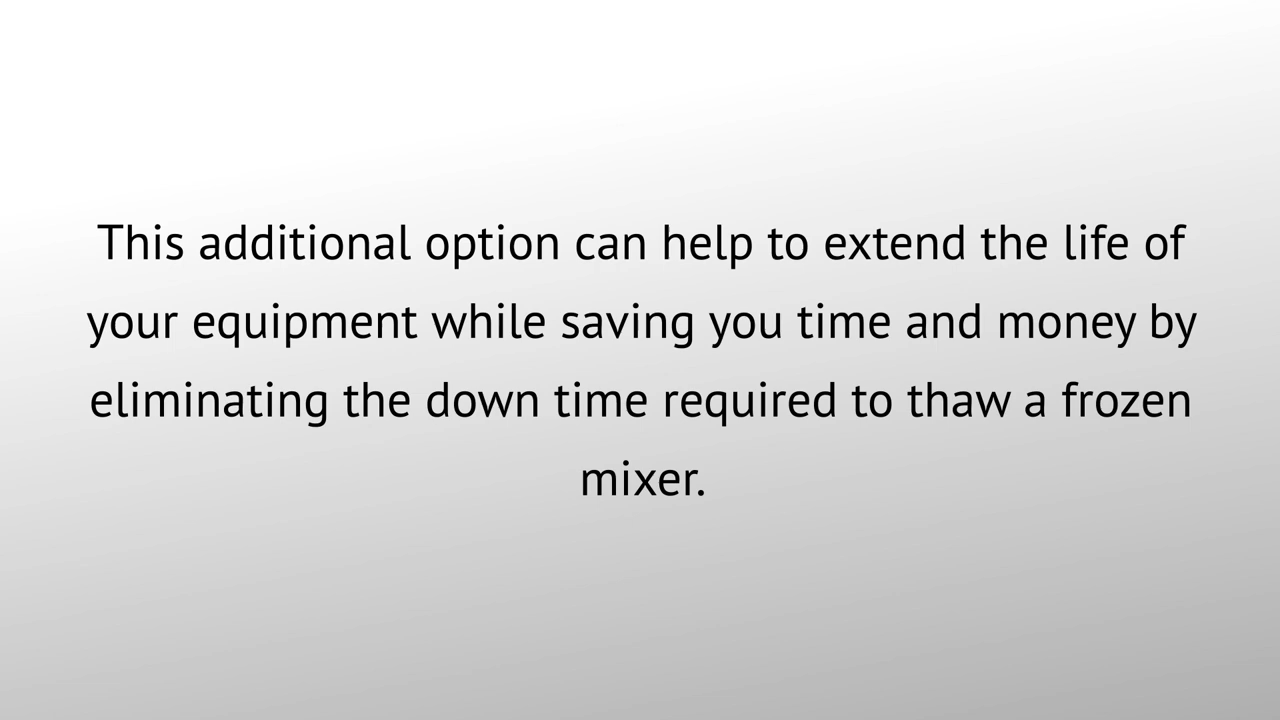 This additional option can help to extend the life of
your equipment while saving you time and money by
eliminating the down time required to thaw a frozen
mixer.